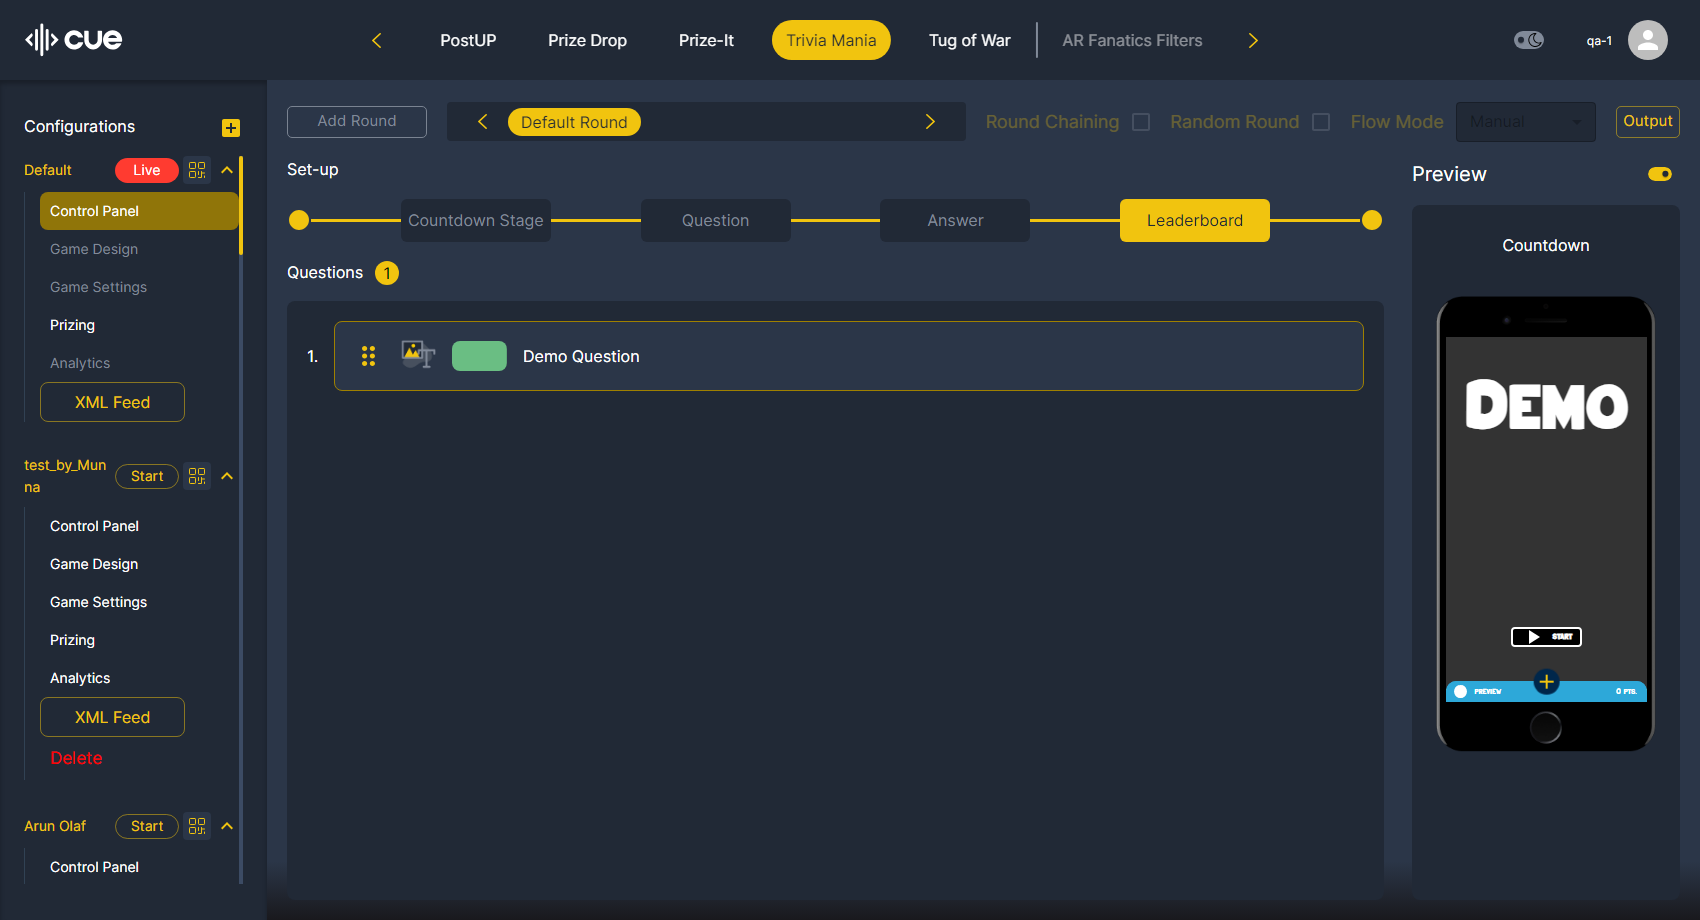 cue
PostUP
Prize Drop
Prize-It
Trivia Mania
Tug of War
AR Fanatics Filters
qa-1
Configurations
Default
Live
Control Panel
Game Design
Game Settings
Prizing
Analytics
XML Feed
test_by_Mun
na
Start
Control Panel
Game Design
Game Settings
Prizing
Analytics
XML Feed
Delete
Arun Olaf
Start
Control Panel
Add Round
Default Round
Round Chaining
Random Round
Flow Mode
Manual
Output
Set-up
Countdown Stage
Question
Answer
Leaderboard
Questions 1
1.
Demo Question
Preview
Countdown
DEMO
START
PREVIEW
0 PTS.